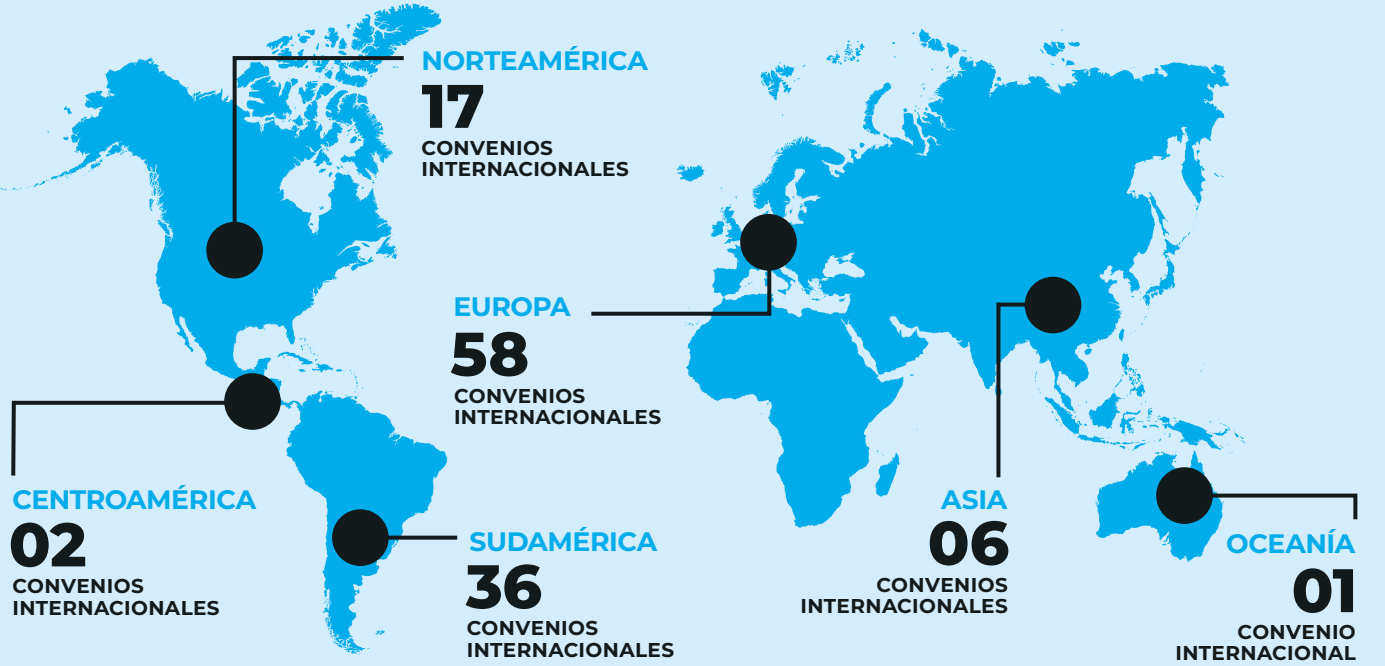 NORTEAMÉRICA
17
CONVENIOS
INTERNACIONALES
EUROPA
58
CONVENIOS
INTERNACIONALES
CENTROAMÉRICA
02
CONVENIOS
INTERNACIONALES
SUDAMÉRICA
36
CONVENIOS
INTERNACIONALES
ASIA
06
CONVENIOS
INTERNACIONALES
OCEANÍA
01
CONVENIO
INTERNACIONAL